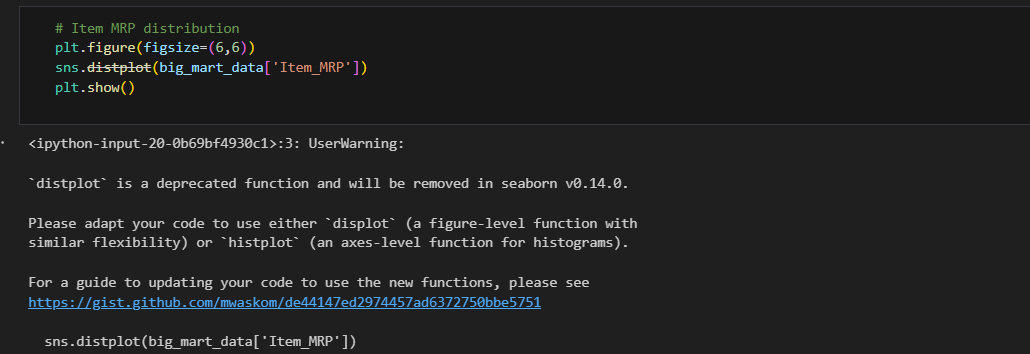 # Item MRP distribution
plt.figure(figsize=(6,6))
sns.distplot(big_mart_data['Item_MRP'])
plt.show()
<ipython-input-20-0b69bf4930c1>:3: UserWarning:
`distplot` is a deprecated function and will be removed in seaborn v0.14.0.
Please adapt your code to use either `displot` (a figure-level function with
similar flexibility) or `histplot` (an axes-level function for histograms).
For a guide to updating your code to use the new functions, please see
https://gist.github.com/mwaskom/de44147ed2974457ad6372750bbe5751
sns.distplot(big_mart_data['Item_MRP'])